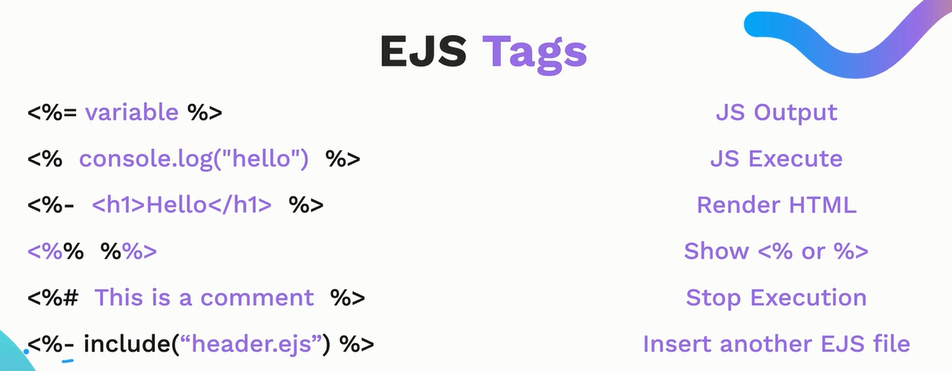 EJS Tags
<%= variable %> JS Output
<% console.log("hello") %> JS Execute
<%- <h1>Hello</h1> %> Render HTML
<%% %%> Show <% or %>
<%# This is a comment %> Stop Execution
<%- include(“header.ejs”) %> Insert another EJS file